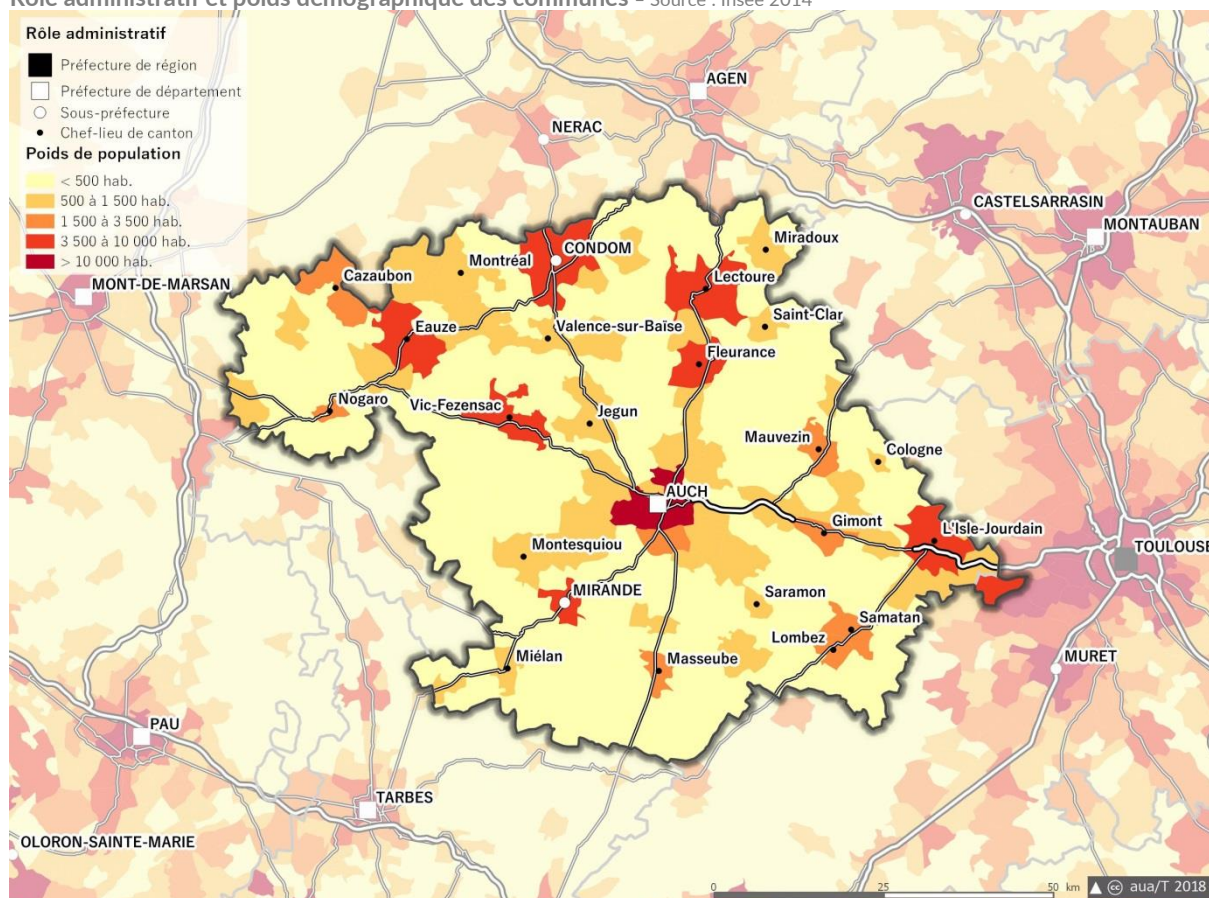 Rôle administratif et poids démographique des communes – Source : Insee 2014
Rôle administratif
Préfecture de région
Préfecture de département
Sous-préfecture
Chef-lieu de canton
Poids de population
< 500 hab.
500 à 1 500 hab.
1 500 à 3 500 hab.
3 500 à 10 000 hab.
> 10 000 hab.
AGEN
NERAC
CASTELSARRASIN
MONTAUBAN
MONT-DE-MARSAN
Cazaubon
Montréal
CONDOM
Miradoux
Lectoure
Eauze
Valence-sur-Baïse
Saint-Clar
Fleurance
Nogaro
Vic-Fezensac
Jegun
Mauvezin
Cologne
AUCH
Gimont
L'Isle-Jourdain
TOULOUSE
Montesquiou
MIRANDE
Saramon
Samatan
Lombez
Miélan
Masseube
MURET
PAU
TARBES
OLORON-SAINTE-MARIE
0 25 50 km
cc aua/T 2018